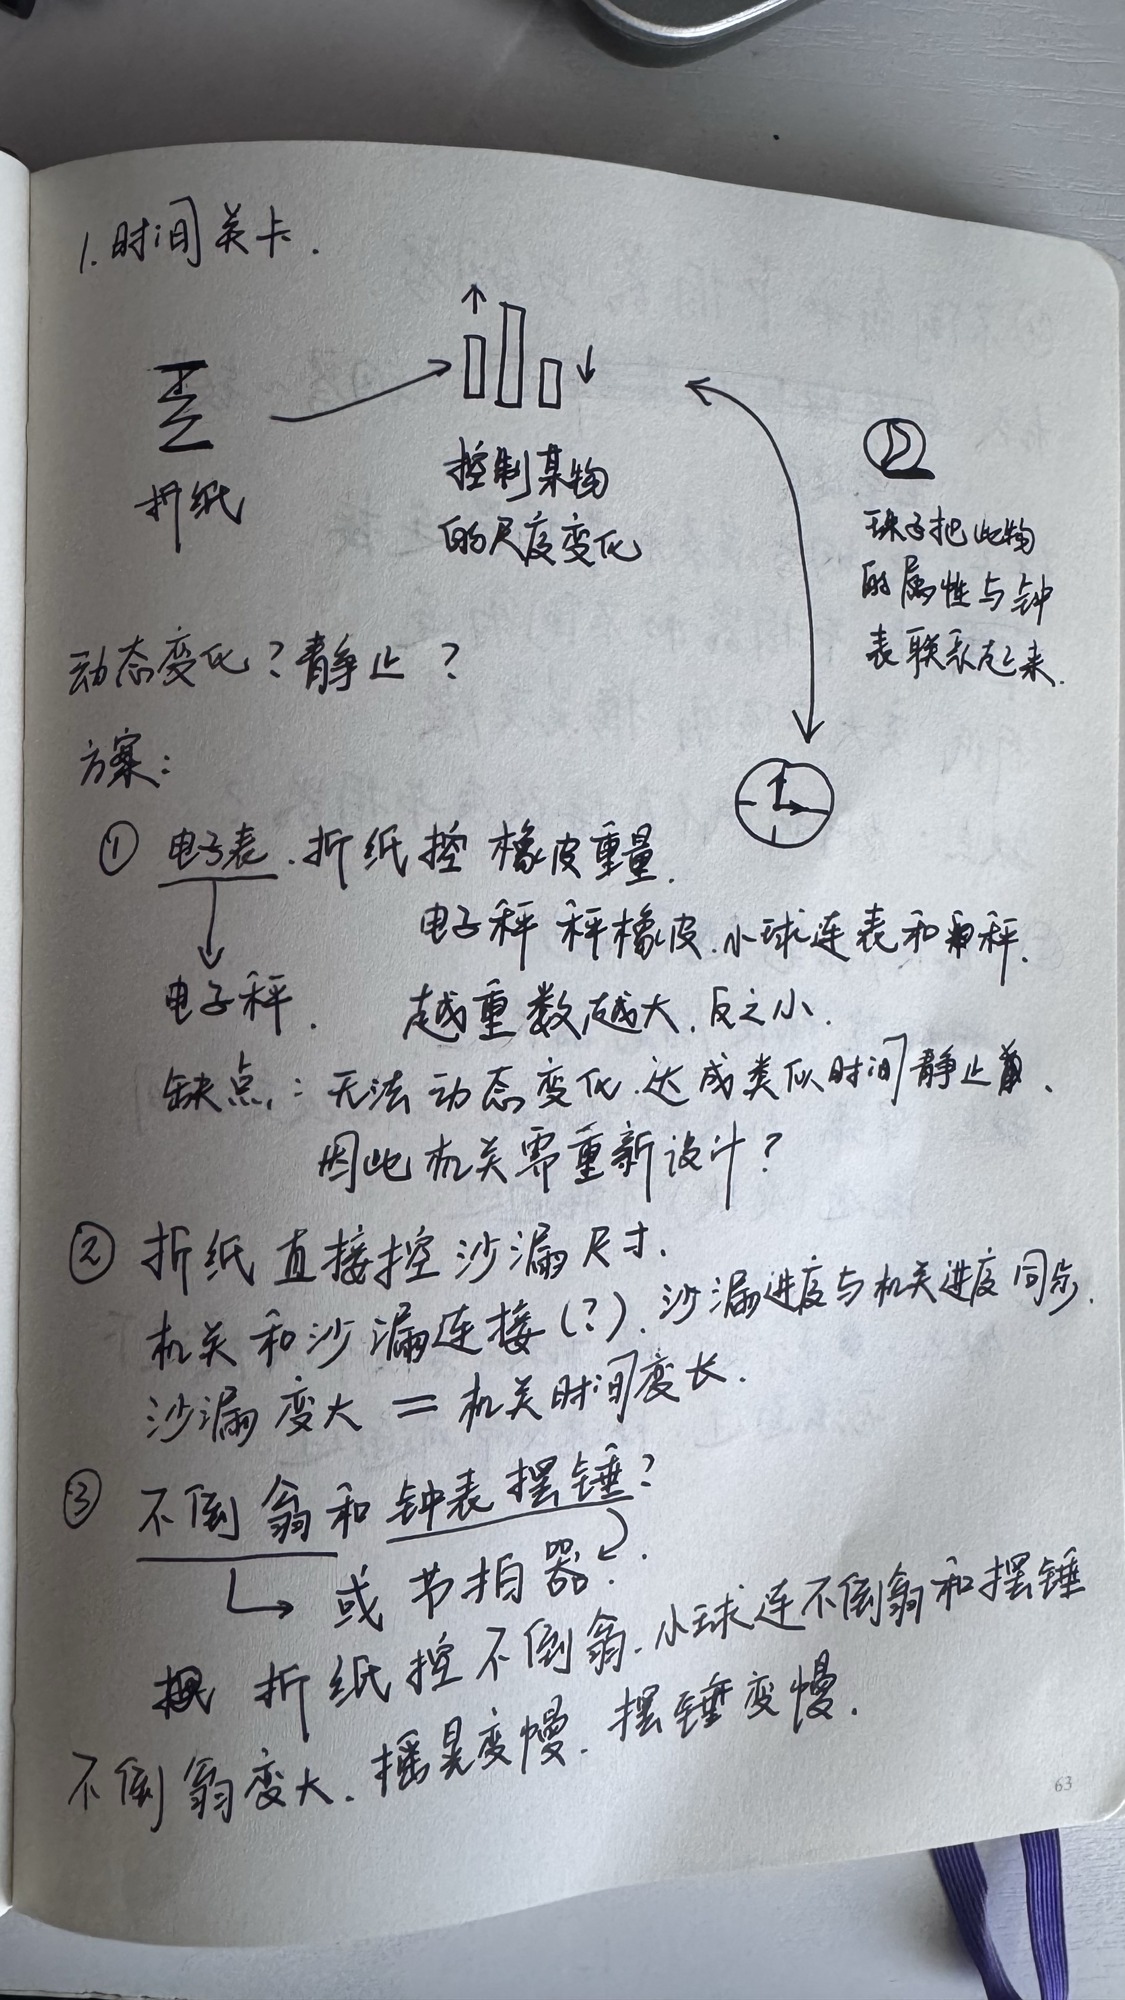 1.时间关卡.
折纸
控制某物
的尺度变化
珠子把此物
的属性与钟
表联系起来.
动态变化?静止?
方案:
① 电子表.折纸控橡皮重量.
电子秤秤橡皮.小球连表和秤.
电子秤.
越重数越大.反之小.
缺点:无法动态变化.达成类似时间静止.
因此机关需重新设计?
② 折纸直接控沙漏尺寸.
机关和沙漏连接(?).沙漏进度与机关进度同步.
沙漏变大=机关时间变长.
③ 不倒翁和钟表摆锤?
或节拍器.
折纸控不倒翁.小球连不倒翁和摆锤
不倒翁变大.摇晃变慢.摆锤变慢.
63